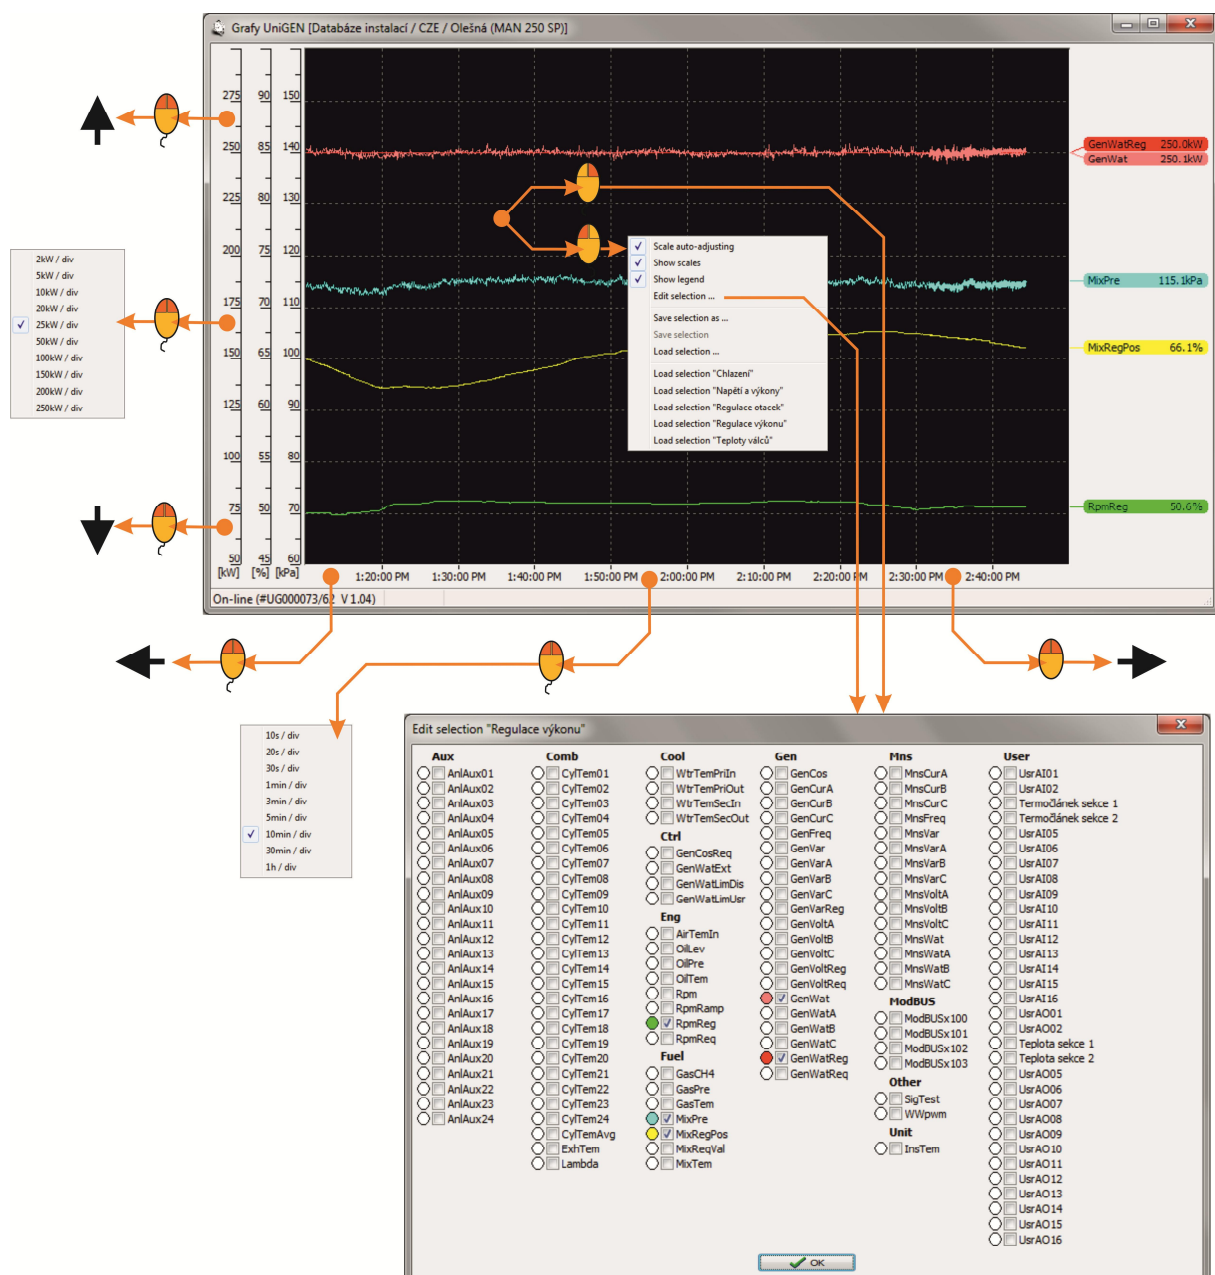 Grafy UniGEN [Databáze instalací / CZE / Olešná (MAN 250 SP)]
275 90 150
250 85 140
225 80 130
200 75 120
175 70 110
150 65 100
125 60 90
100 55 80
75 50 70
50 45 60
[kW] [%] [kPa]
GenWatReg 250.0kW
GenWat 250.1kW
MixPre 115.1kPa
MixRegPos 66.1%
RpmReg 50.6%
2kW / div
5kW / div
10kW / div
20kW / div
25kW / div
50kW / div
100kW / div
150kW / div
200kW / div
250kW / div
Scale auto-adjusting
Show scales
Show legend
Edit selection ...
Save selection as ...
Save selection
Load selection ...
Load selection "Chlazení"
Load selection "Napětí a výkony"
Load selection "Regulace otacek"
Load selection "Regulace výkonu"
Load selection "Teploty válců"
1:20:00 PM 1:30:00 PM 1:40:00 PM 1:50:00 PM 2:00:00 PM 2:10:00 PM 2:20:00 PM 2:30:00 PM 2:40:00 PM
On-line (#UG000073/62 V 1.04)
10s / div
20s / div
30s / div
1min / div
3min / div
5min / div
10min / div
30min / div
1h / div
Edit selection "Regulace výkonu"
Aux
AnlAux01
AnlAux02
AnlAux03
AnlAux04
AnlAux05
AnlAux06
AnlAux07
AnlAux08
AnlAux09
AnlAux10
AnlAux11
AnlAux12
AnlAux13
AnlAux14
AnlAux15
AnlAux16
AnlAux17
AnlAux18
AnlAux19
AnlAux20
AnlAux21
AnlAux22
AnlAux23
AnlAux24
Comb
CylTem01
CylTem02
CylTem03
CylTem04
CylTem05
CylTem06
CylTem07
CylTem08
CylTem09
CylTem10
CylTem11
CylTem12
CylTem13
CylTem14
CylTem15
CylTem16
CylTem17
CylTem18
CylTem19
CylTem20
CylTem21
CylTem22
CylTem23
CylTem24
CylTemAvg
ExhTem
Lambda
Cool
WtrTemPriIn
WtrTemPriOut
WtrTemSecIn
WtrTemSecOut
Ctrl
GenCosReq
GenWatExt
GenWatLimDis
GenWatLimUsr
Eng
AirTemIn
OilLev
OilPre
OilTem
Rpm
RpmRamp
RpmReg
RpmReq
Fuel
GasCH4
GasPre
GasTem
MixPre
MixRegPos
MixReqVal
MixTem
Gen
GenCos
GenCurA
GenCurB
GenCurC
GenFreq
GenVar
GenVarA
GenVarB
GenVarC
GenVarReg
GenVoltA
GenVoltB
GenVoltC
GenVoltReg
GenVoltReq
GenWat
GenWatA
GenWatB
GenWatC
GenWatReg
GenWatReq
Mns
MnsCurA
MnsCurB
MnsCurC
MnsFreq
MnsVar
MnsVarA
MnsVarB
MnsVarC
MnsVoltA
MnsVoltB
MnsVoltC
MnsWat
MnsWatA
MnsWatB
MnsWatC
ModBUS
ModBUSx100
ModBUSx101
ModBUSx102
ModBUSx103
Other
SigTest
WWpwm
Unit
InsTem
User
UsrAI01
UsrAI02
Termočlánek sekce 1
Termočlánek sekce 2
UsrAI05
UsrAI06
UsrAI07
UsrAI08
UsrAI09
UsrAI10
UsrAI11
UsrAI12
UsrAI13
UsrAI14
UsrAI15
UsrAI16
UsrAO01
UsrAO02
Teplota sekce 1
Teplota sekce 2
UsrAO05
UsrAO06
UsrAO07
UsrAO08
UsrAO09
UsrAO10
UsrAO11
UsrAO12
UsrAO13
UsrAO14
UsrAO15
UsrAO16
OK